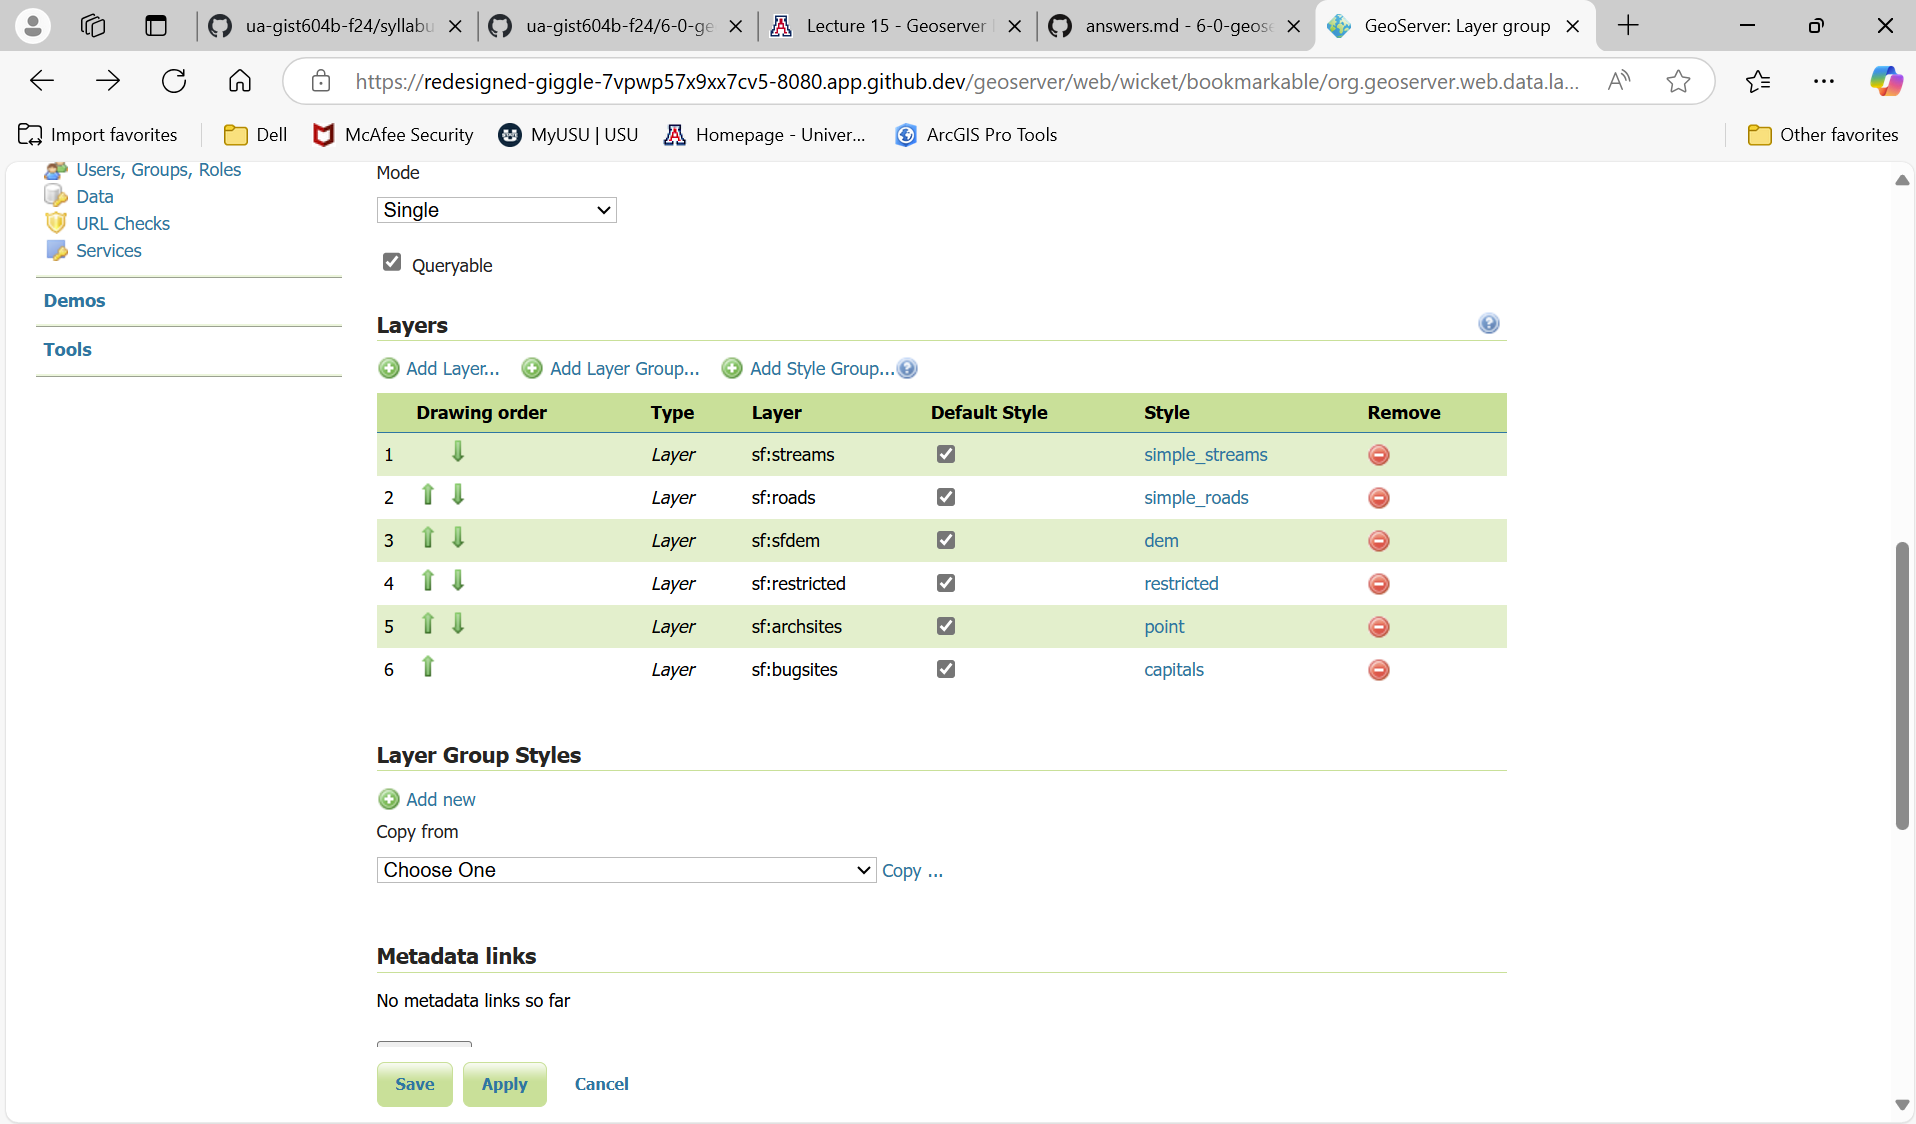 ua-gist604b-f24/syllabu
ua-gist604b-f24/6-0-ge
Lecture 15 - Geoserver
answers.md - 6-0-geose
GeoServer: Layer group
https://redesigned-giggle-7vpwp57x9xx7cv5-8080.app.github.dev/geoserver/web/wicket/bookmarkable/org.geoserver.web.data.la...
Import favorites
Dell
McAfee Security
MyUSU | USU
Homepage - Univer...
ArcGIS Pro Tools
Other favorites
Users, Groups, Roles
Data
URL Checks
Services
Demos
Tools
Mode
Single
Queryable
Layers
Add Layer... Add Layer Group... Add Style Group...
Drawing order Type Layer Default Style Style Remove
1 Layer sf:streams simple_streams
2 Layer sf:roads simple_roads
3 Layer sf:sfdem dem
4 Layer sf:restricted restricted
5 Layer sf:archsites point
6 Layer sf:bugsites capitals
Layer Group Styles
Add new
Copy from
Choose One Copy ...
Metadata links
No metadata links so far
Save Apply Cancel